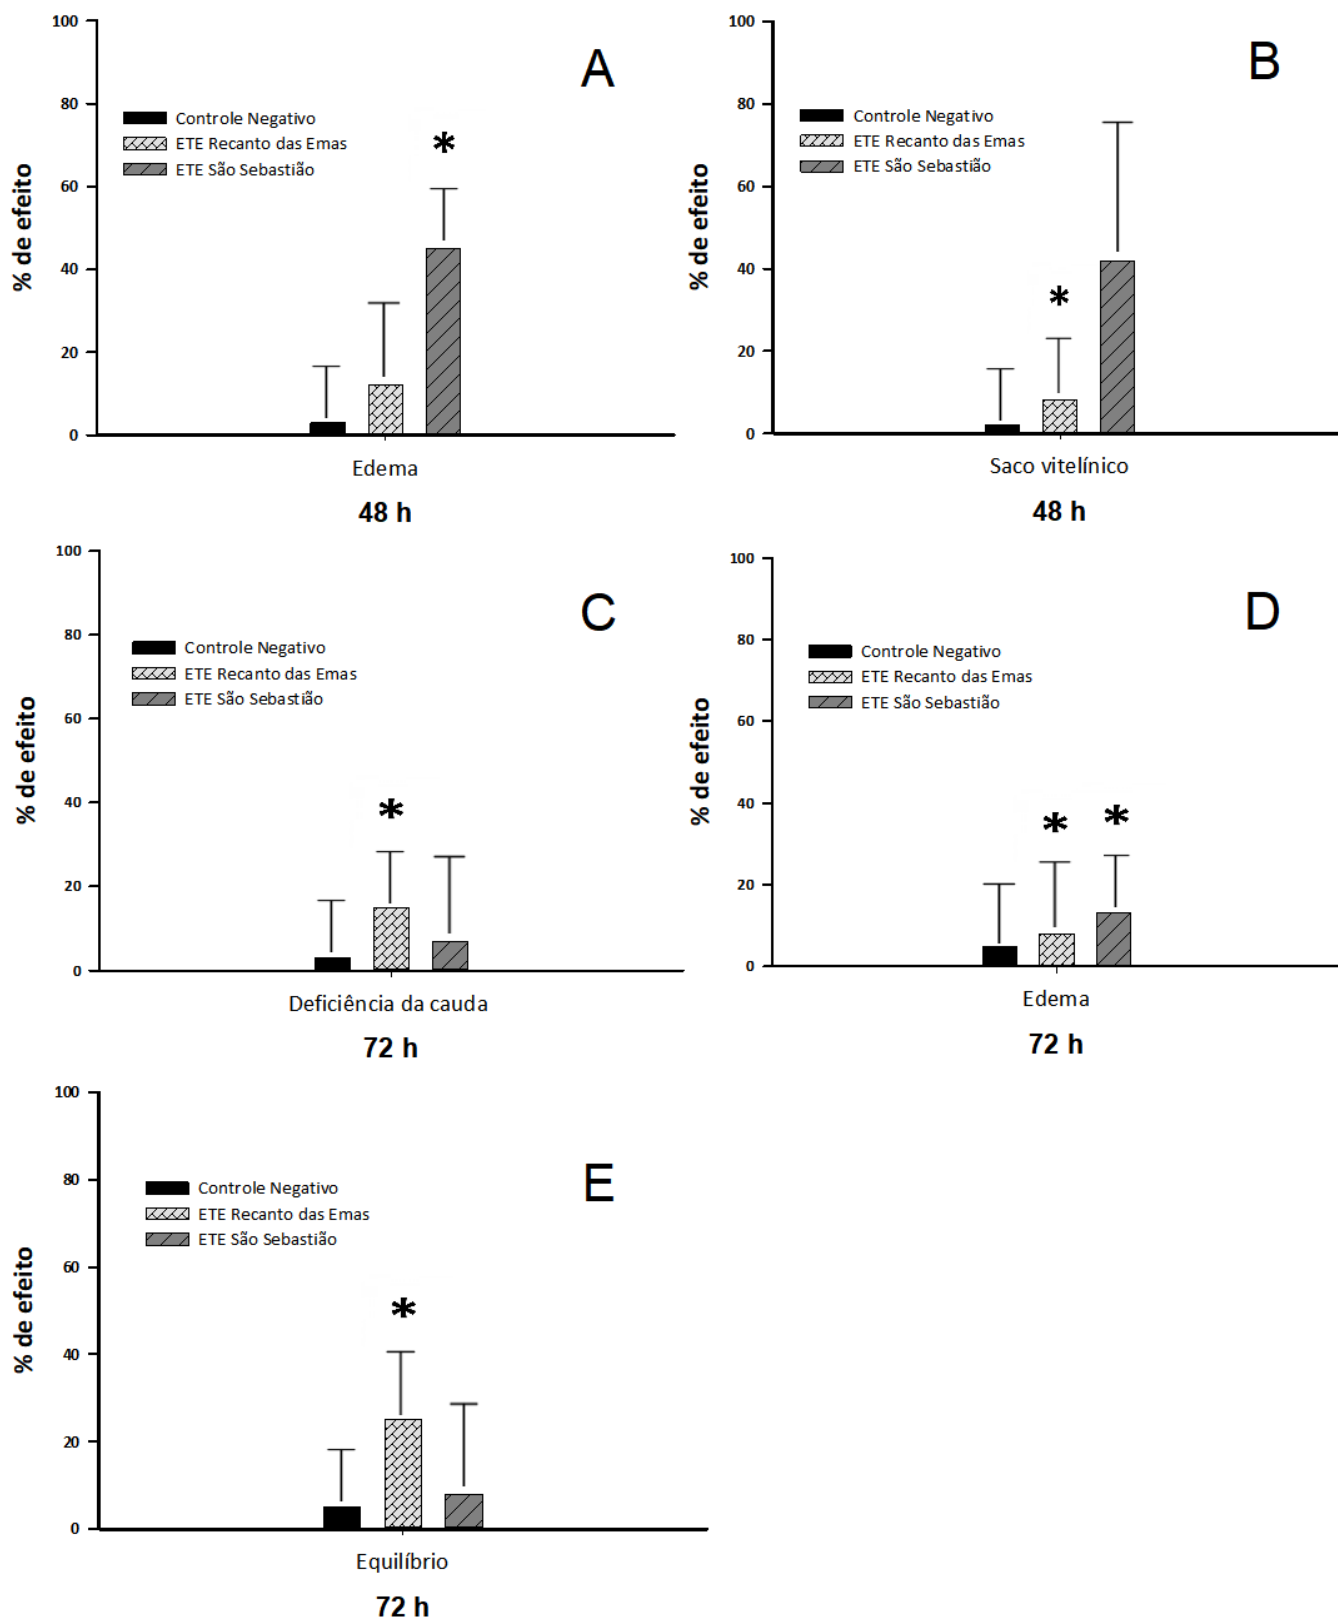 A
100
80
60
40
20
0
% de efeito
Controle Negativo
ETE Recanto das Emas
ETE São Sebastião
*
Edema
48 h
B
100
80
60
40
20
0
% de efeito
Controle Negativo
ETE Recanto das Emas
ETE São Sebastião
*
Saco vitelínico
48 h
C
100
80
60
40
20
0
% de efeito
Controle Negativo
ETE Recanto das Emas
ETE São Sebastião
*
Deficiência da cauda
72 h
D
100
80
60
40
20
0
% de efeito
Controle Negativo
ETE Recanto das Emas
ETE São Sebastião
* *
Edema
72 h
E
100
80
60
40
20
0
% de efeito
Controle Negativo
ETE Recanto das Emas
ETE São Sebastião
*
Equilíbrio
72 h